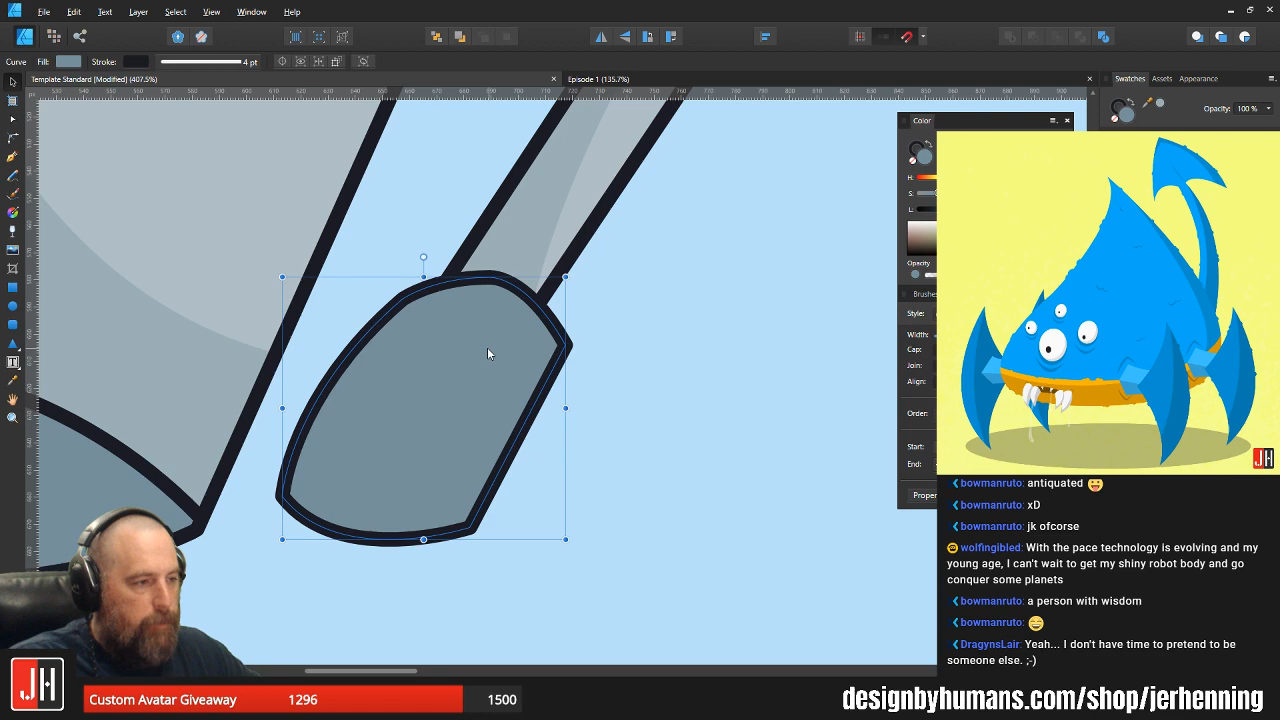 File Edit Text Layer Select View Window Help
Curve Fill: Stroke: 4 pt
Template Standard [Modified] (407.5%)
Episode 1 (135.7%)
Swatches Assets Appearance
Opacity: 100 %
Color
H:
S:
L:
Opacity
Brushes
Style:
Width:
Cap:
Join:
Align:
Order:
Start:
End:
Proper
JH
bowmanruto: antiquated
bowmanruto: xD
bowmanruto: jk ofcorse
wolfingibled: With the pace technology is evolving and my
young age, I can't wait to get my shiny robot body and go
conquer some planets
bowmanruto: a person with wisdom
bowmanruto:
DragynsLair: Yeah... I don't have time to pretend to be
someone else. ;-)
JH
Custom Avatar Giveaway 1296 1500
designbyhumans.com/shop/jerhenning